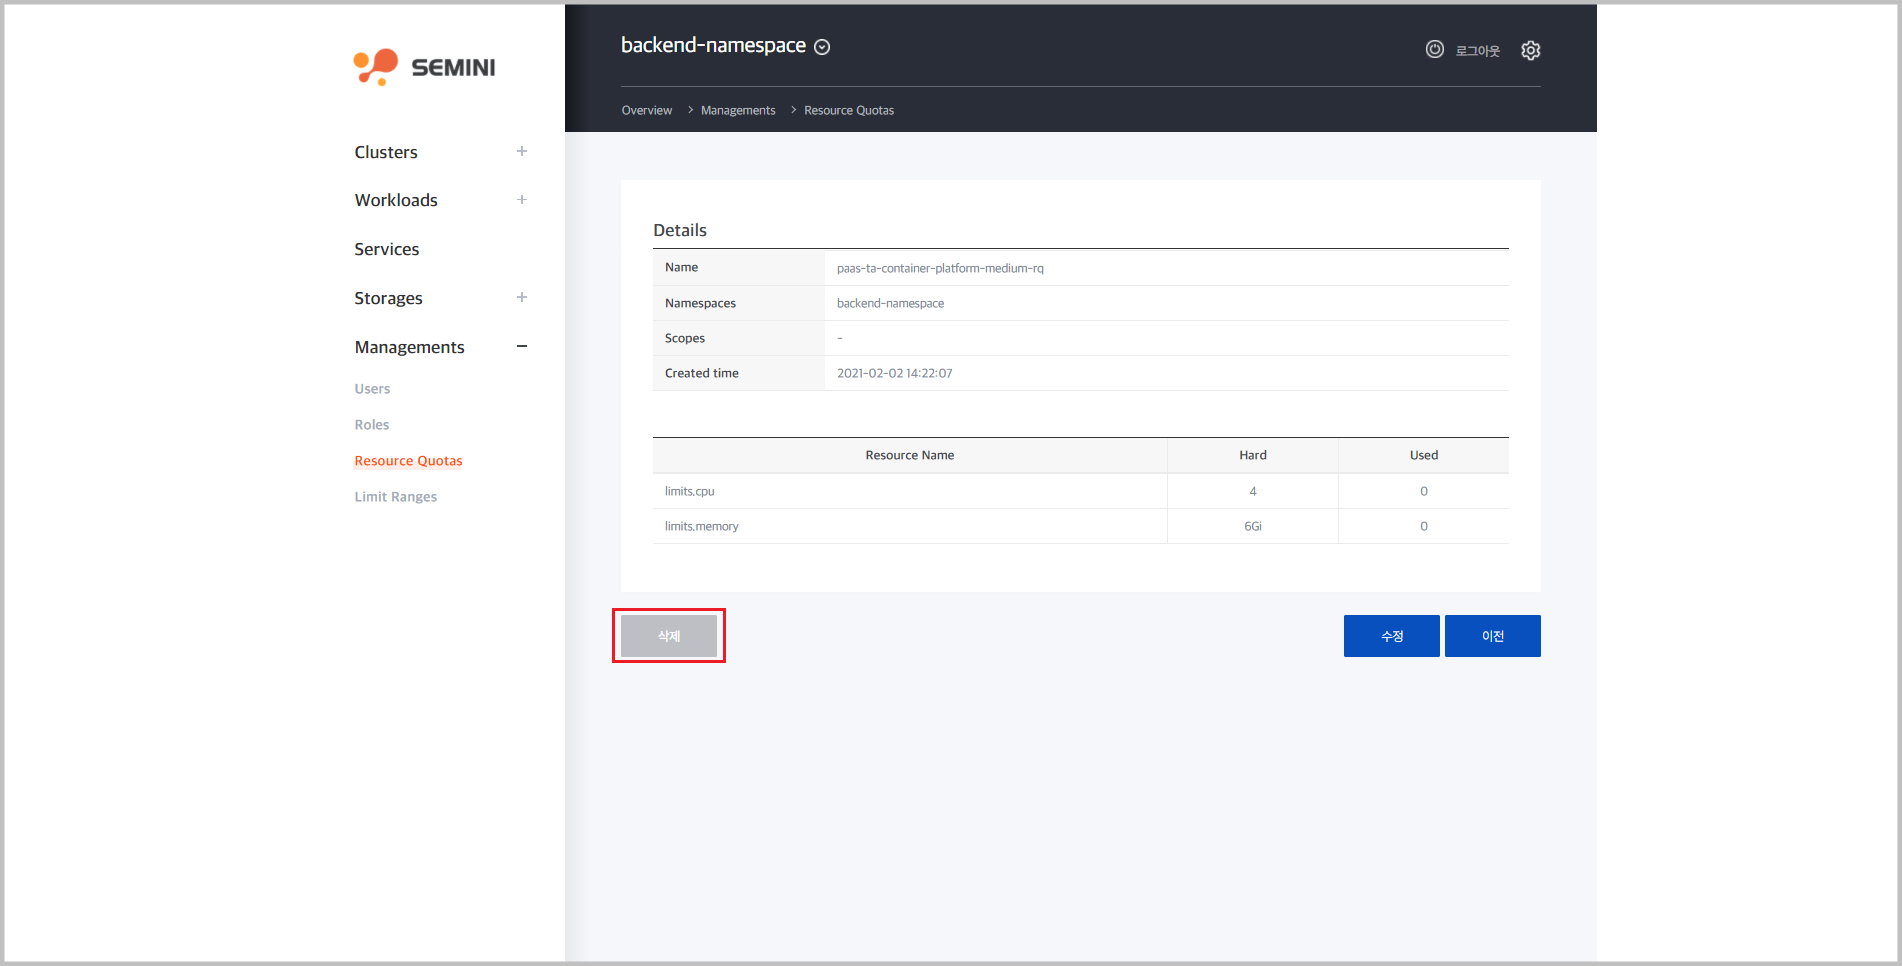 SEMINI
Clusters
Workloads
Services
Storages
Managements
Users
Roles
Resource Quotas
Limit Ranges
backend-namespace
로그아웃
Overview > Managements > Resource Quotas
Details
Name paas-ta-container-platform-medium-rq
Namespaces backend-namespace
Scopes -
Created time 2021-02-02 14:22:07
Resource Name Hard Used
limits.cpu 4 0
limits.memory 6Gi 0
삭제 수정 이전